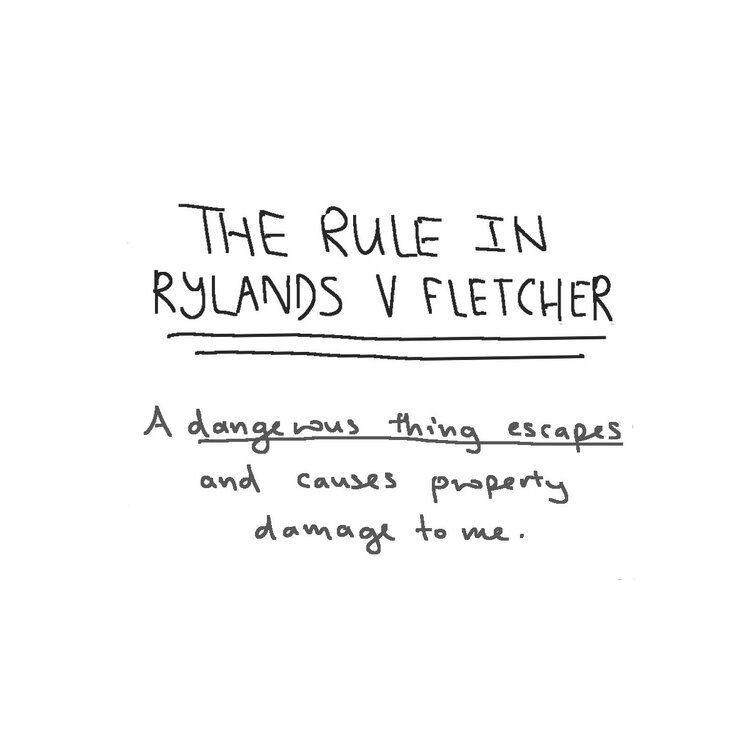 THE RULE IN
RYLANDS V FLETCHER
A dangerous thing escapes
and causes property
damage to me.